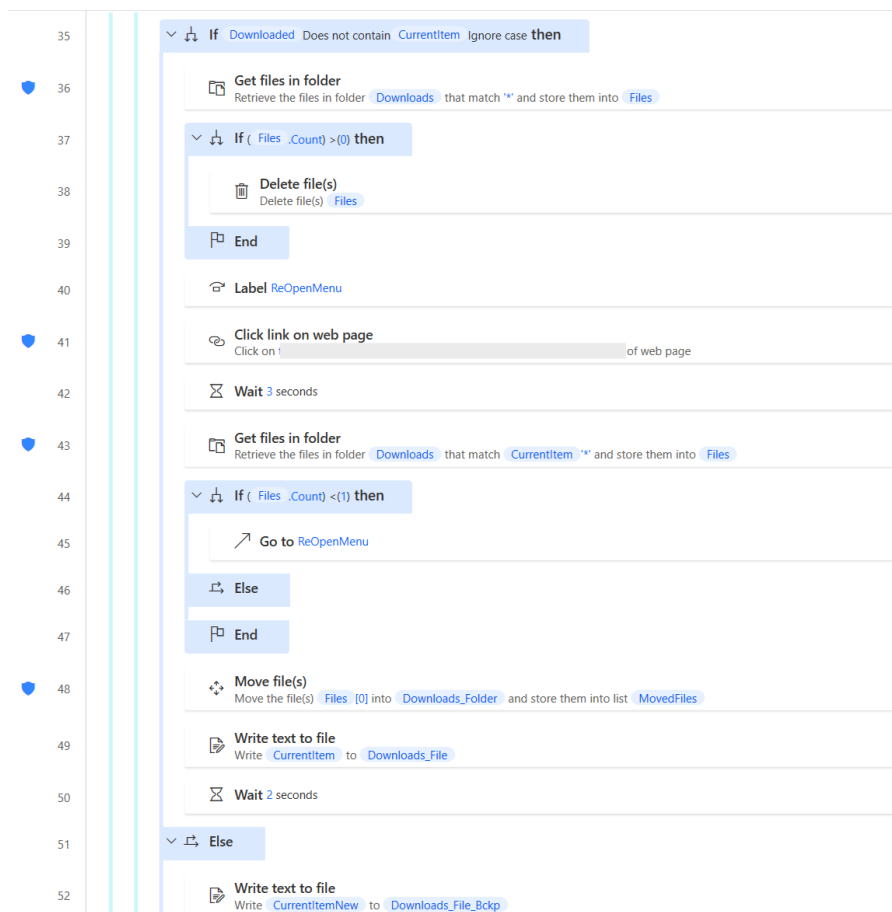 35 If Downloaded Does not contain CurrentItem Ignore case then
36 Get files in folder
Retrieve the files in folder Downloads that match '*' and store them into Files
37 If ( Files .Count) >(0) then
38 Delete file(s)
Delete file(s) Files
39 End
40 Label ReOpenMenu
41 Click link on web page
Click on of web page
42 Wait 3 seconds
43 Get files in folder
Retrieve the files in folder Downloads that match CurrentItem '*' and store them into Files
44 If ( Files .Count) <(1) then
45 Go to ReOpenMenu
46 Else
47 End
48 Move file(s)
Move the file(s) Files [0] into Downloads_Folder and store them into list MovedFiles
49 Write text to file
Write CurrentItem to Downloads_File
50 Wait 2 seconds
51 Else
52 Write text to file
Write CurrentItemNew to Downloads_File_Bckp